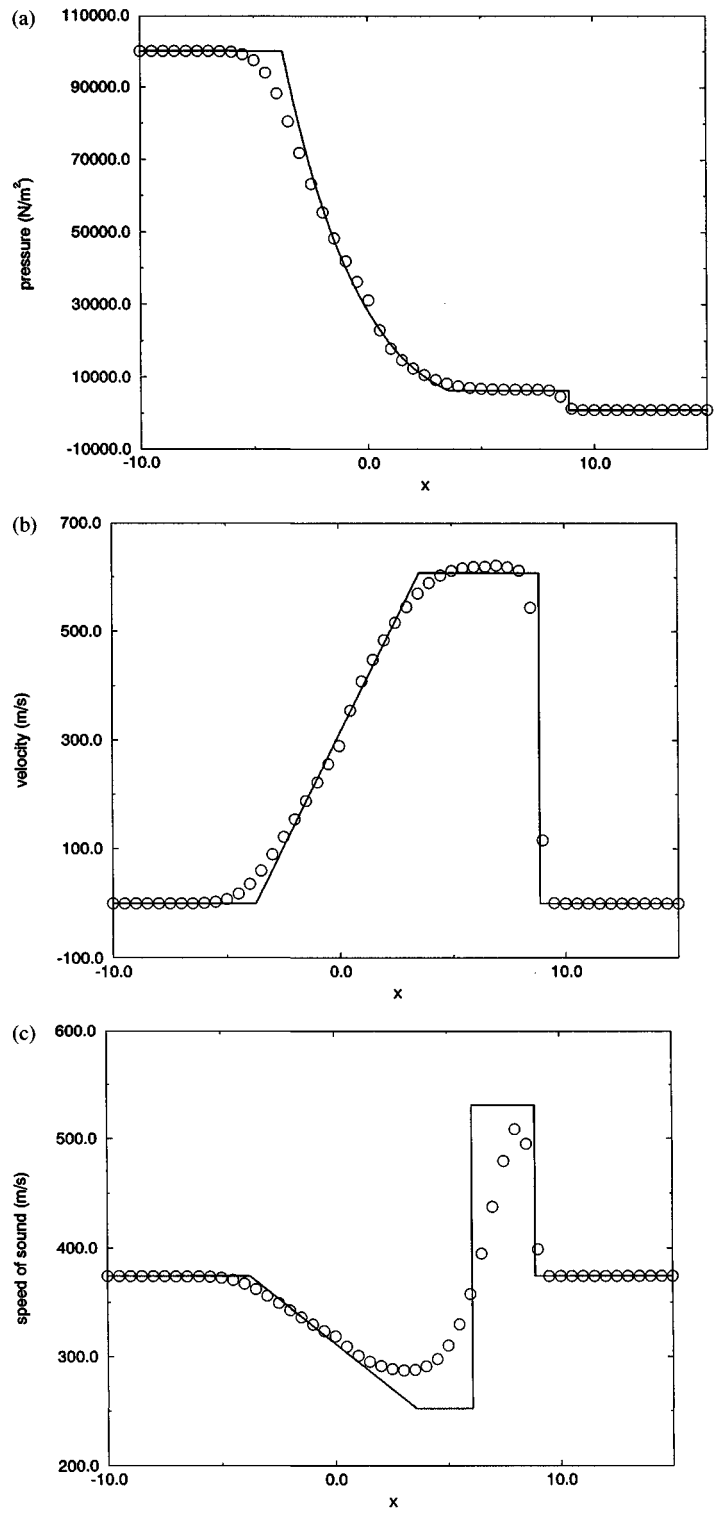 (a)
110000.0
90000.0
70000.0
50000.0
30000.0
10000.0
-10000.0
pressure (N/m²)
-10.0 0.0 10.0
x
(b)
700.0
500.0
300.0
100.0
-100.0
velocity (m/s)
-10.0 0.0 10.0
x
(c)
600.0
500.0
400.0
300.0
200.0
speed of sound (m/s)
-10.0 0.0 10.0
x